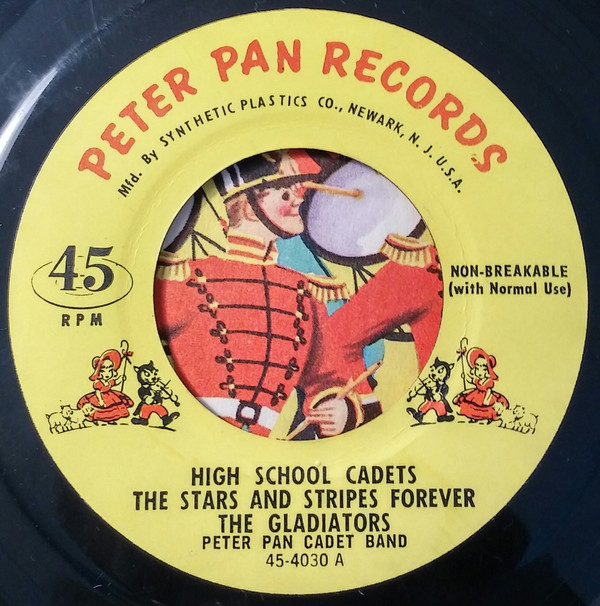 PETER PAN RECORDS
Mfd. By SYNTHETIC PLASTICS CO., NEWARK, N. J. U.S.A.
45
RPM
NON-BREAKABLE
(with Normal Use)
HIGH SCHOOL CADETS
THE STARS AND STRIPES FOREVER
THE GLADIATORS
PETER PAN CADET BAND
45-4030 A